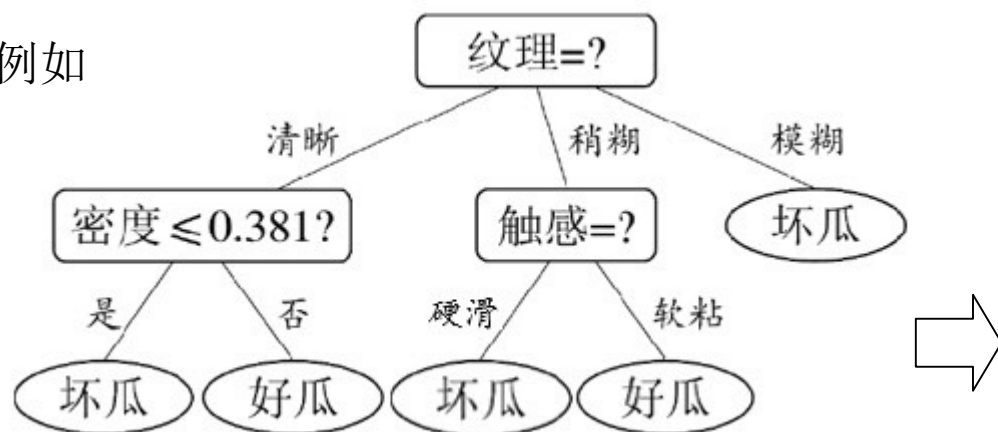 例如
纹理=?
清晰 稍糊 模糊
密度≤0.381? 触感=? 坏瓜
是 否 硬滑 软粘
坏瓜 好瓜 坏瓜 好瓜